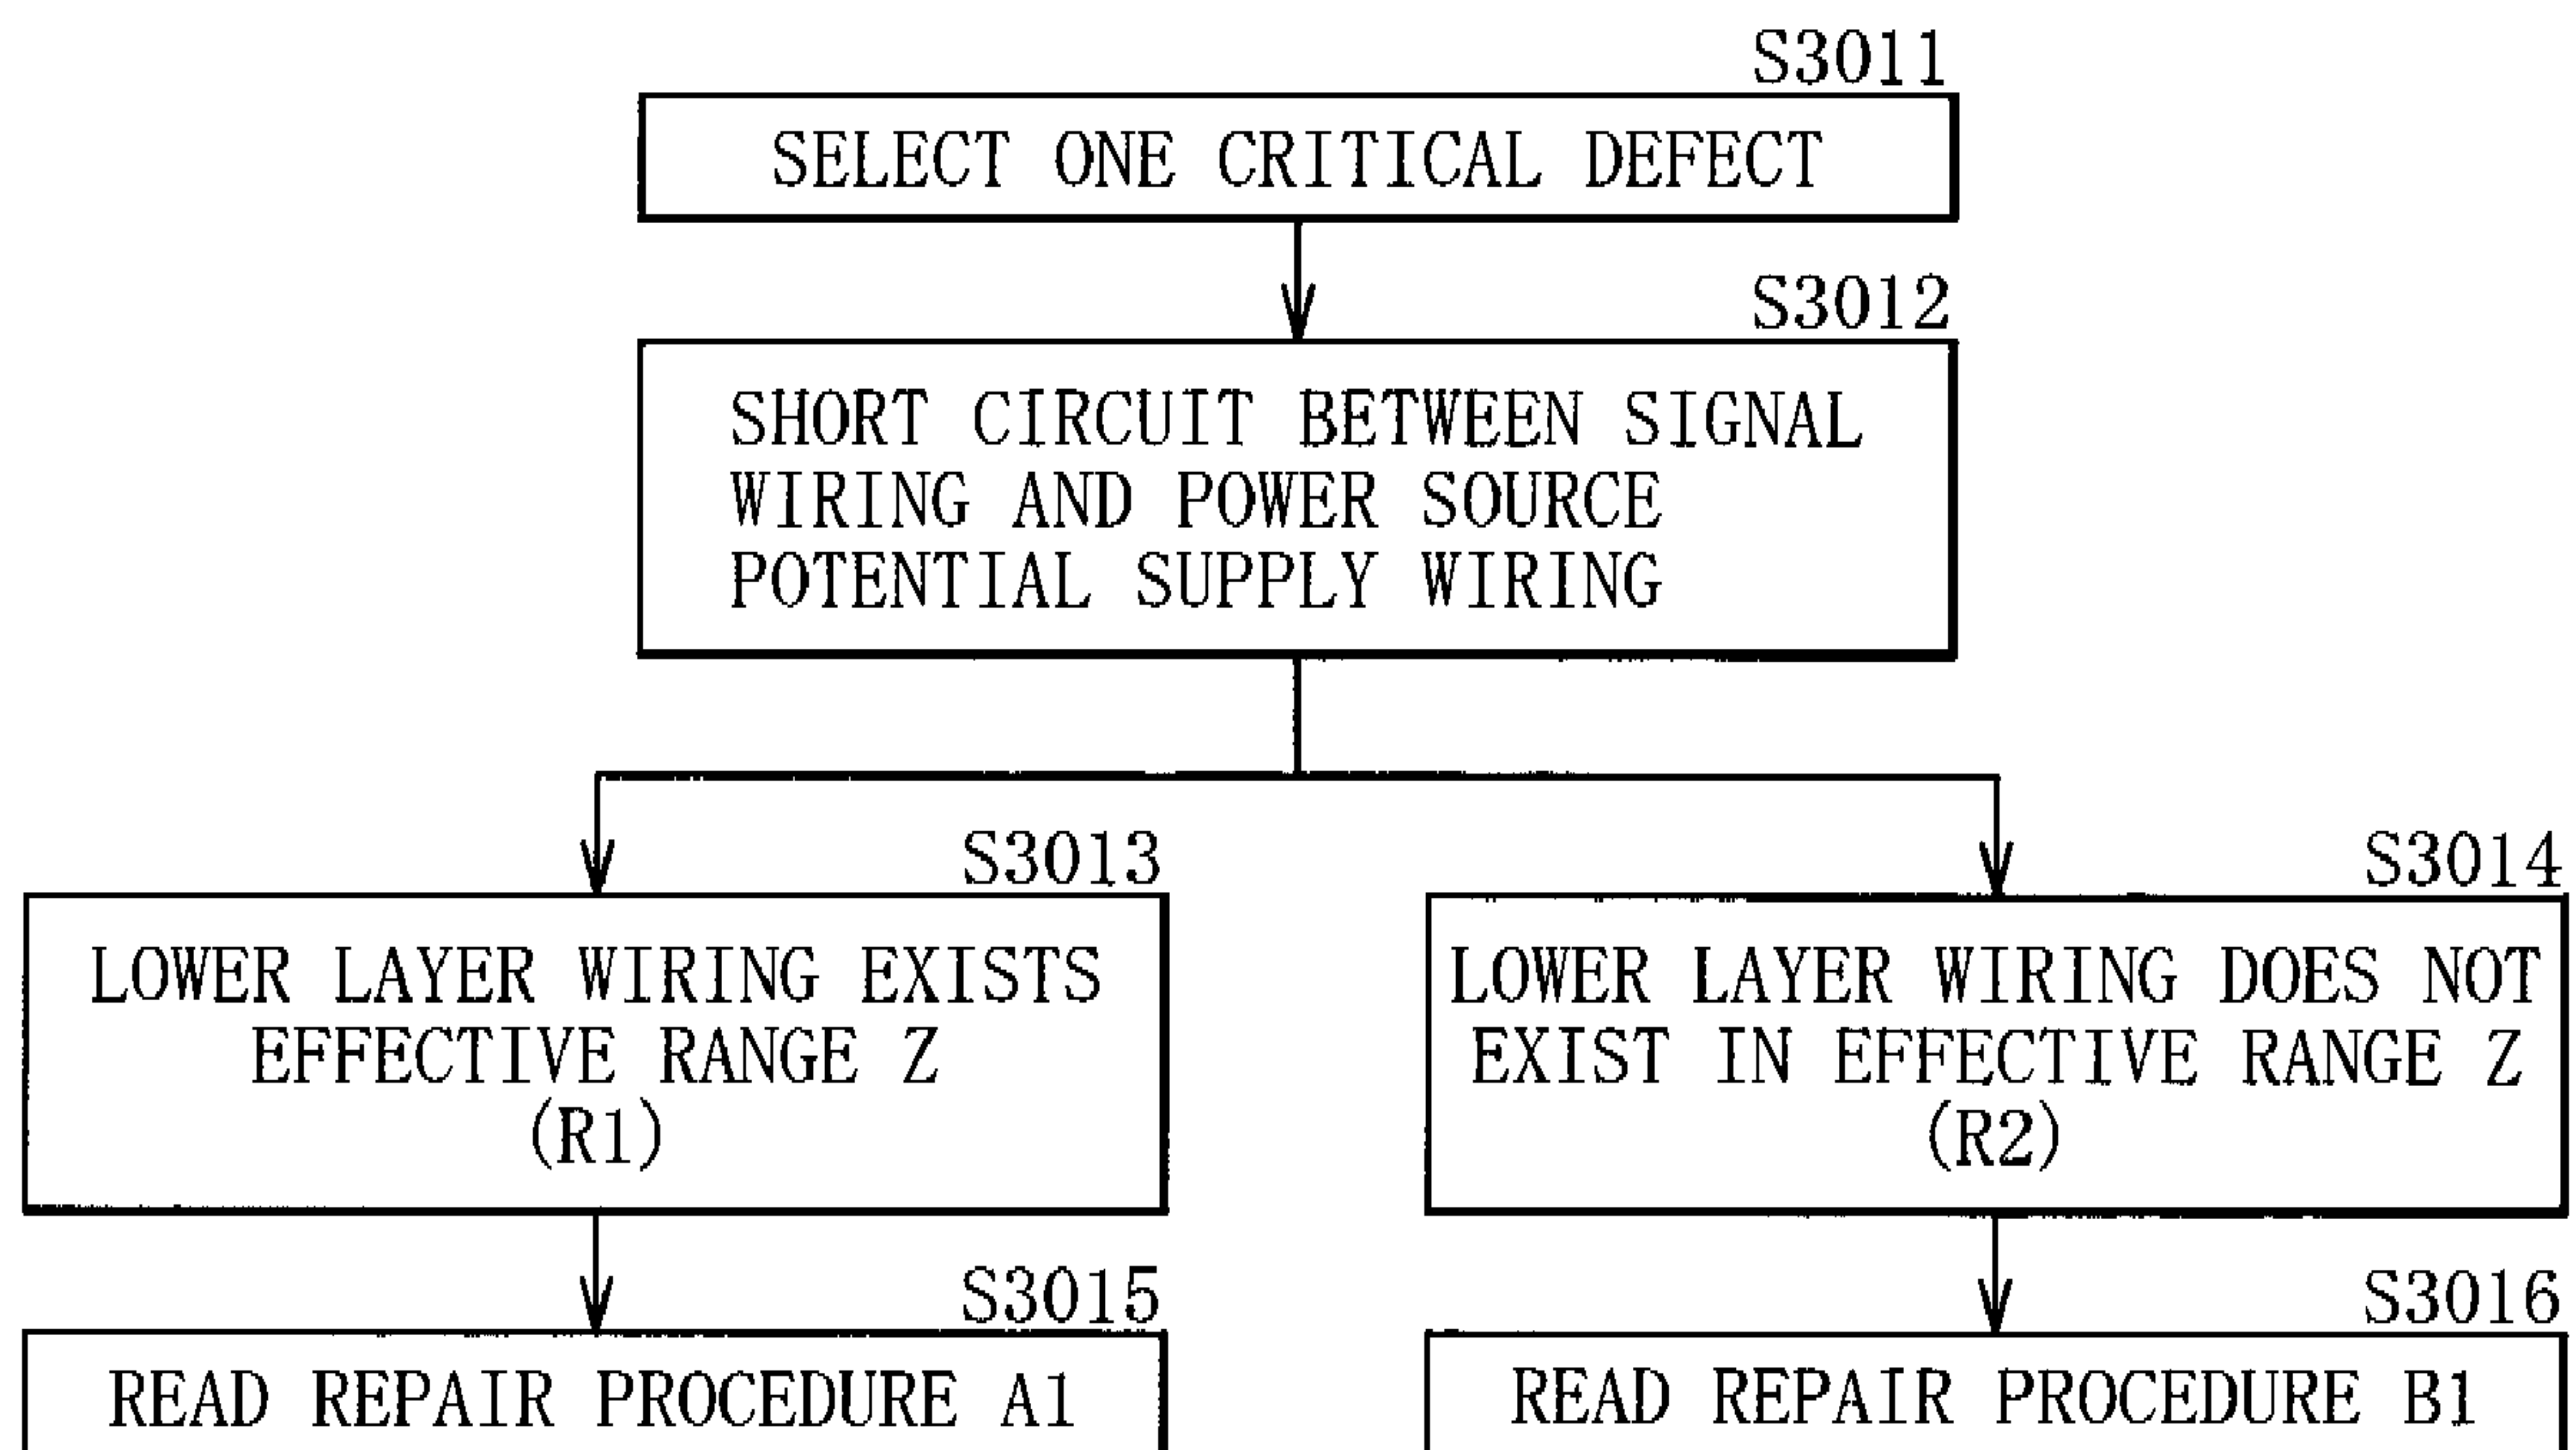 S3011
SELECT ONE CRITICAL DEFECT
S3012
SHORT CIRCUIT BETWEEN SIGNAL
WIRING AND POWER SOURCE
POTENTIAL SUPPLY WIRING
S3013
LOWER LAYER WIRING EXISTS
EFFECTIVE RANGE Z
(R1)
S3014
LOWER LAYER WIRING DOES NOT
EXIST IN EFFECTIVE RANGE Z
(R2)
S3015
READ REPAIR PROCEDURE A1
S3016
READ REPAIR PROCEDURE B1